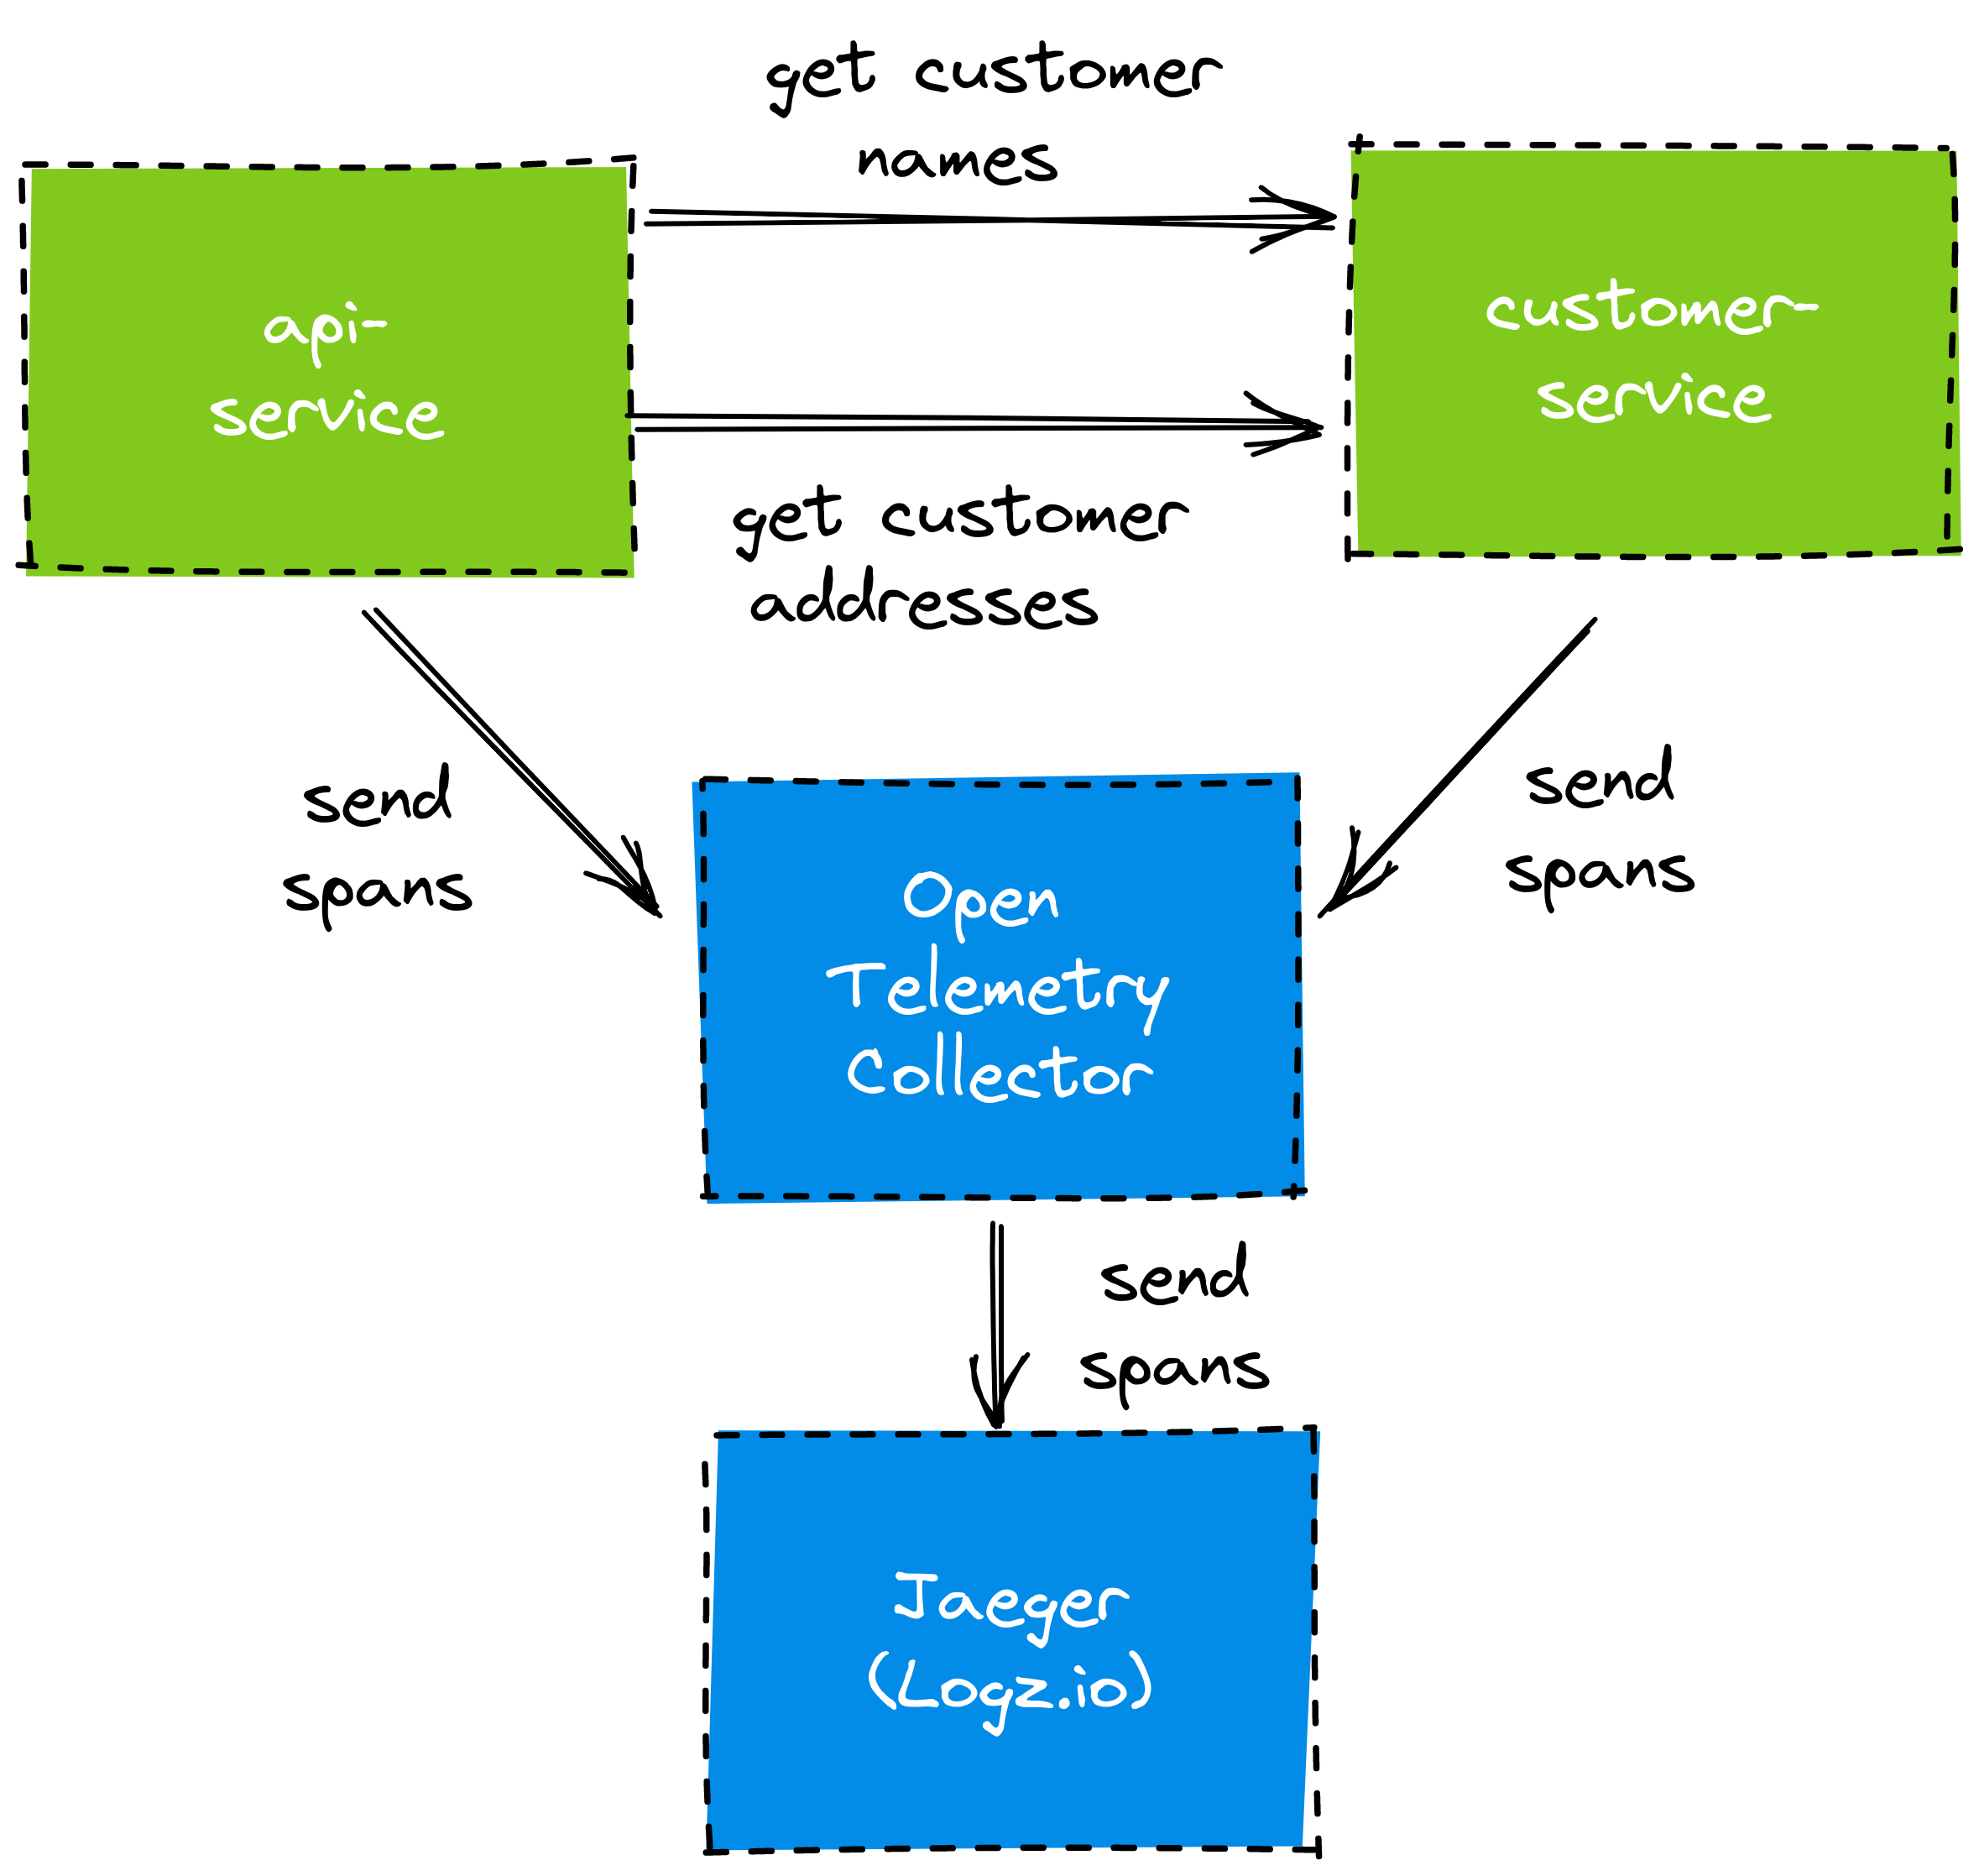 get customer
names
api-
service
customer-
service
get customer
addresses
send
spans
send
spans
Open
Telemetry
Collector
send
spans
Jaeger
(Logz.io)